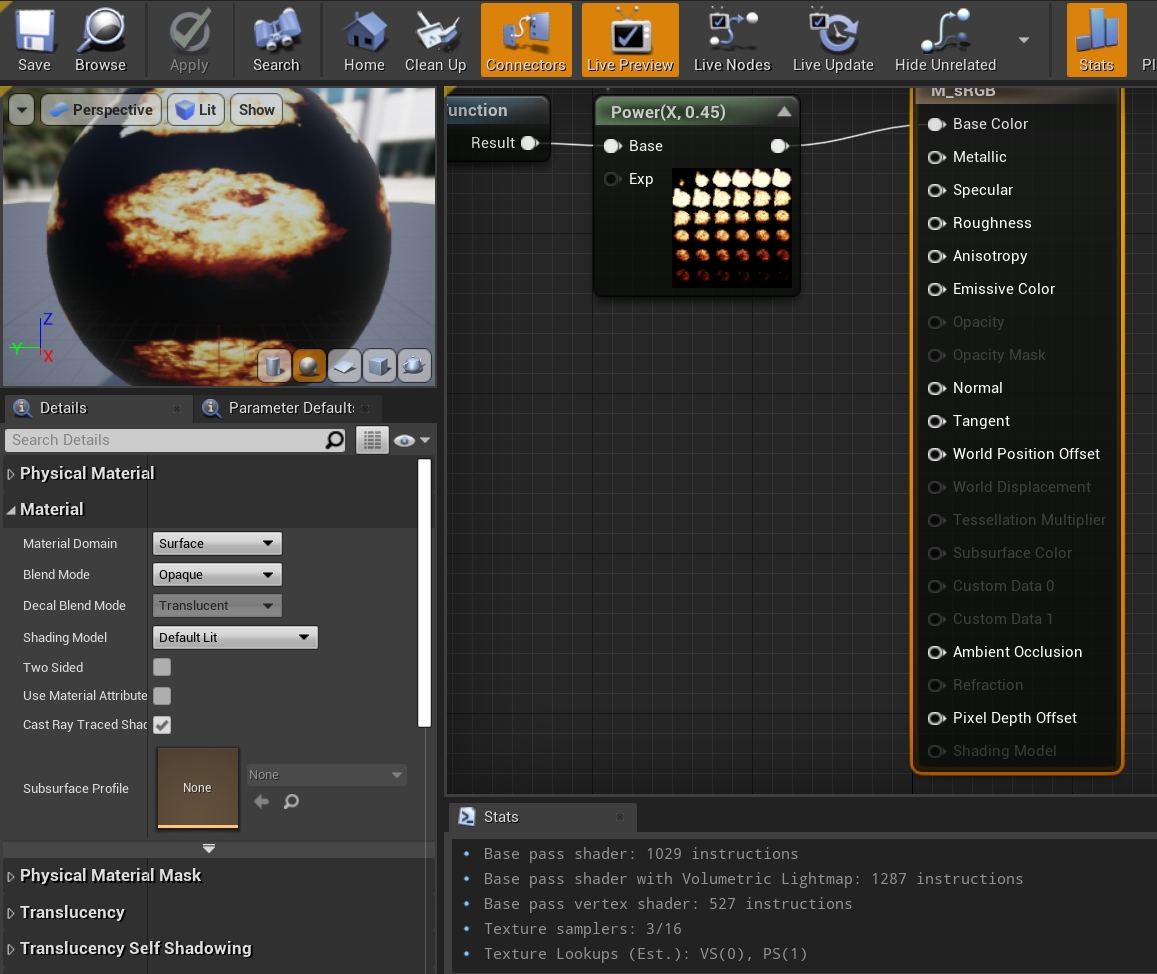 Save
Browse
Apply
Search
Home
Clean Up
Connectors
Live Preview
Live Nodes
Live Update
Hide Unrelated
Stats
Pl
Perspective
Lit
Show
Z
Y
X
unction
Result
Power(X, 0.45)
Base
Exp
M_sRGB
Base Color
Metallic
Specular
Roughness
Anisotropy
Emissive Color
Opacity
Opacity Mask
Normal
Tangent
World Position Offset
World Displacement
Tessellation Multiplier
Subsurface Color
Custom Data 0
Custom Data 1
Ambient Occlusion
Refraction
Pixel Depth Offset
Shading Model
Details
Parameter Default
Search Details
Physical Material
Material
Material Domain
Surface
Blend Mode
Opaque
Decal Blend Mode
Translucent
Shading Model
Default Lit
Two Sided
Use Material Attribute
Cast Ray Traced Shad
Subsurface Profile
None
None
Physical Material Mask
Translucency
Translucency Self Shadowing
Stats
Base pass shader: 1029 instructions
Base pass shader with Volumetric Lightmap: 1287 instructions
Base pass vertex shader: 527 instructions
Texture samplers: 3/16
Texture Lookups (Est.): VS(0), PS(1)